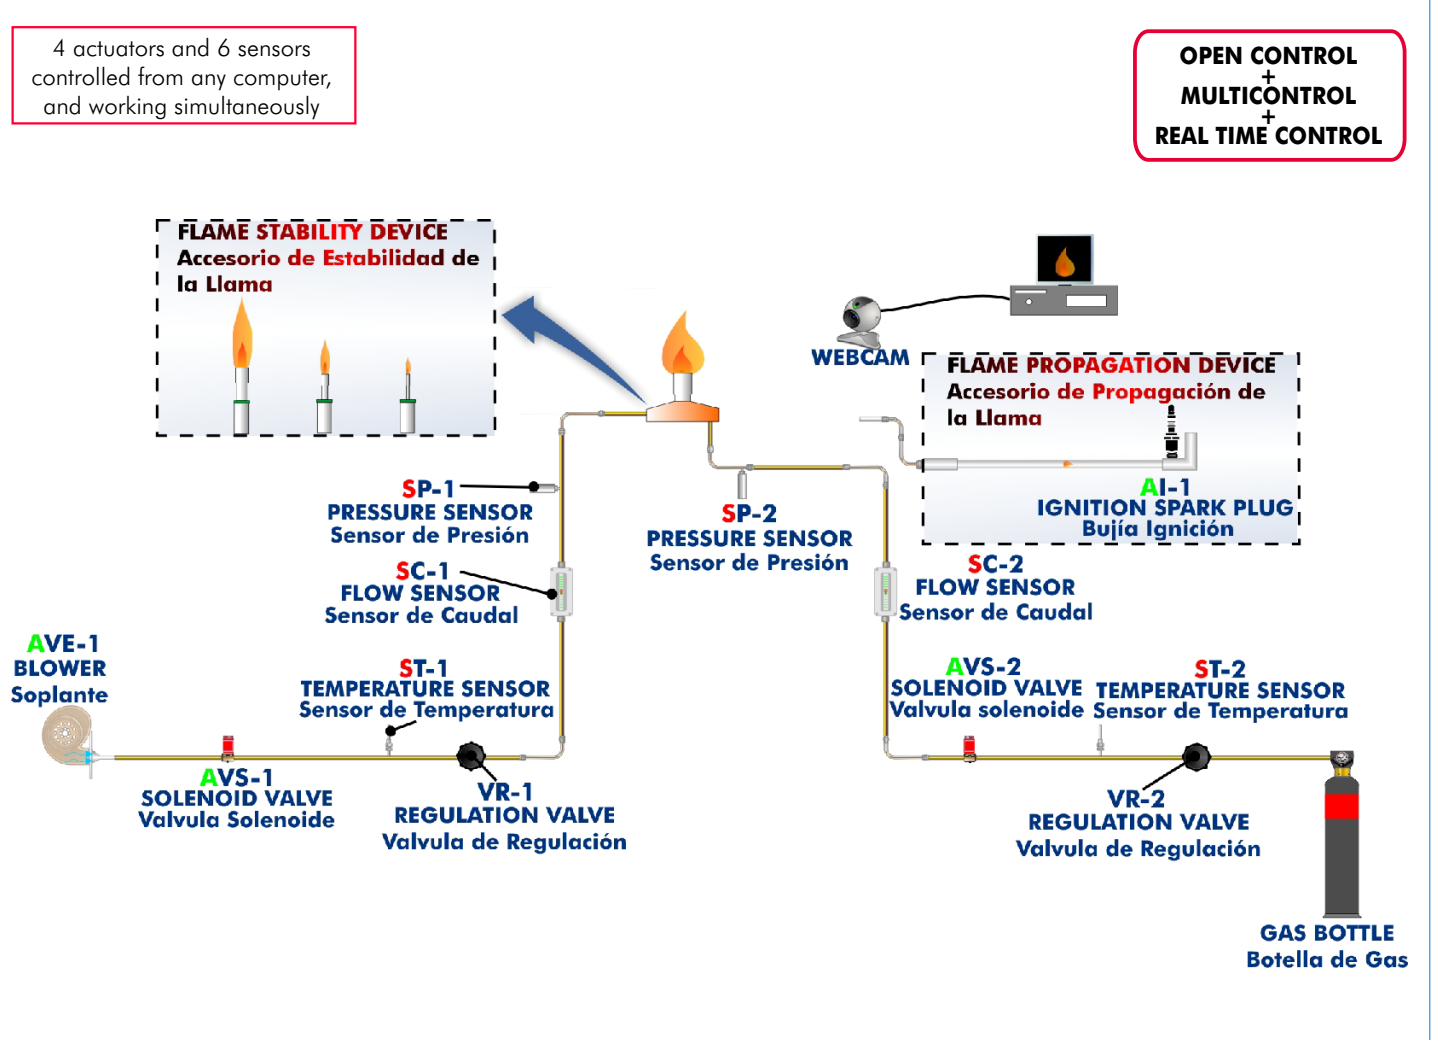 4 actuators and 6 sensors
controlled from any computer,
and working simultaneously
OPEN CONTROL
+
MULTICONTROL
+
REAL TIME CONTROL
FLAME STABILITY DEVICE
Accesorio de Estabilidad de
la Llama
WEBCAM
FLAME PROPAGATION DEVICE
Accesorio de Propagación de
la Llama
AI-1
IGNITION SPARK PLUG
Bujía Ignición
SP-1
PRESSURE SENSOR
Sensor de Presión
SP-2
PRESSURE SENSOR
Sensor de Presión
SC-1
FLOW SENSOR
Sensor de Caudal
SC-2
FLOW SENSOR
Sensor de Caudal
AVE-1
BLOWER
Soplante
ST-1
TEMPERATURE SENSOR
Sensor de Temperatura
AVS-2
SOLENOID VALVE
Valvula solenoide
ST-2
TEMPERATURE SENSOR
Sensor de Temperatura
AVS-1
SOLENOID VALVE
Valvula Solenoide
VR-1
REGULATION VALVE
Valvula de Regulación
VR-2
REGULATION VALVE
Valvula de Regulación
GAS BOTTLE
Botella de Gas